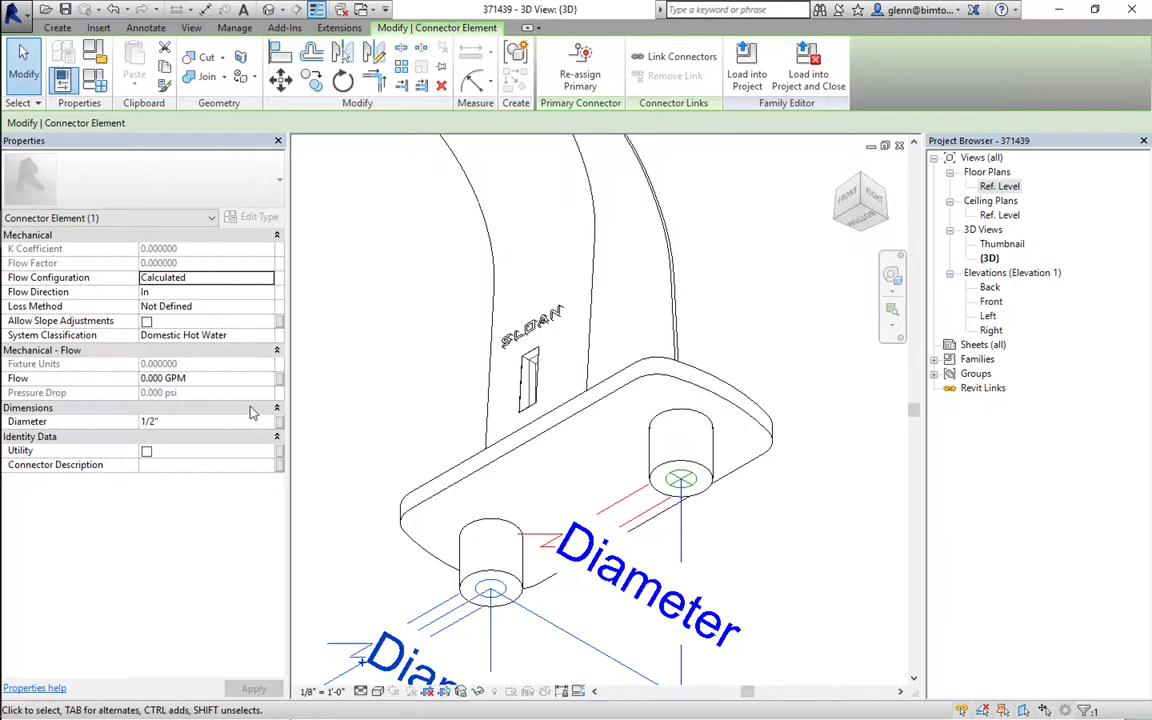 371439 - 3D View: {3D}
Type a keyword or phrase
glenn@bimto...
Create Insert Annotate View Manage Add-Ins Extensions Modify | Connector Element
Modify
Paste
Cut
Join
Re-assign Primary
Link Connectors
Remove Link
Load into Project
Load into Project and Close
Select Properties Clipboard Geometry Modify Measure Create Primary Connector Connector Links Family Editor
Modify | Connector Element
Properties
Connector Element (1)
Edit Type
Mechanical
K Coefficient 0.000000
Flow Factor 0.000000
Flow Configuration Calculated
Flow Direction In
Loss Method Not Defined
Allow Slope Adjustments
System Classification Domestic Hot Water
Mechanical - Flow
Fixture Units 0.000000
Flow 0.000 GPM
Pressure Drop 0.000 psi
Dimensions
Diameter 1/2"
Identity Data
Utility
Connector Description
Properties help
Apply
SLOAN
Diameter
Diam
FRONT
RIGHT
BOTTOM
1/8" = 1'-0"
Project Browser - 371439
Views (all)
Floor Plans
Ref. Level
Ceiling Plans
Ref. Level
3D Views
Thumbnail
{3D}
Elevations (Elevation 1)
Back
Front
Left
Right
Sheets (all)
Families
Groups
Revit Links
Click to select, TAB for alternates, CTRL adds, SHIFT unselects.
:1